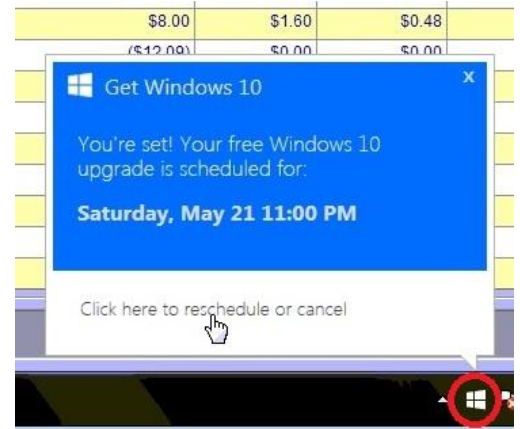 $8.00 $1.60 $0.48
($12.09) $0.00 $0.00
Get Windows 10 x
You're set! Your free Windows 10
upgrade is scheduled for:
Saturday, May 21 11:00 PM
Click here to reschedule or cancel